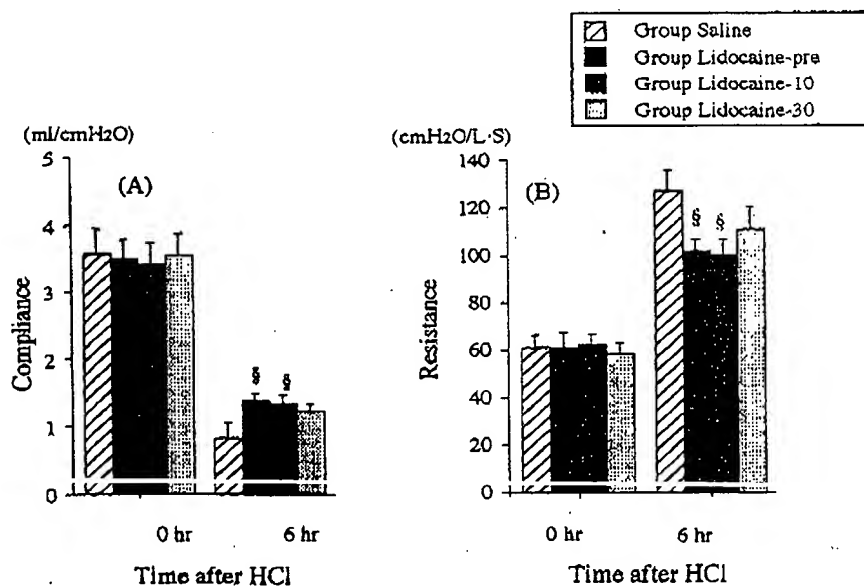 Group Saline
Group Lidocaine-pre
Group Lidocaine-10
Group Lidocaine-30
(ml/cmH2O)
(A)
Compliance
5
4
3
2
1
0
§ §
0 hr 6 hr
Time after HCl
(cmH2O/L·S)
(B)
Resistance
140
120
100
80
60
40
20
0
§ §
0 hr 6 hr
Time after HCl